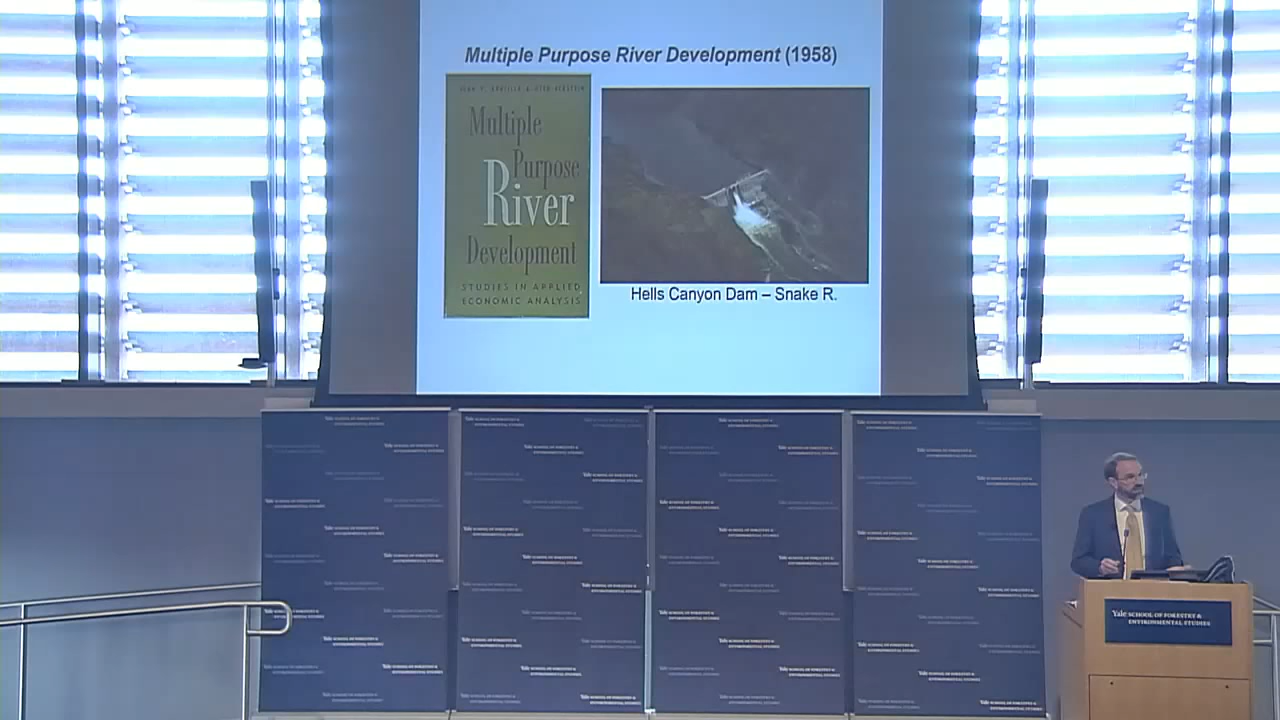 Multiple Purpose River Development (1958)
Multiple
Purpose
River
Development
STUDIES IN APPLIED
ECONOMIC ANALYSIS
Hells Canyon Dam – Snake R.
Yale SCHOOL OF FORESTRY &
ENVIRONMENTAL STUDIES